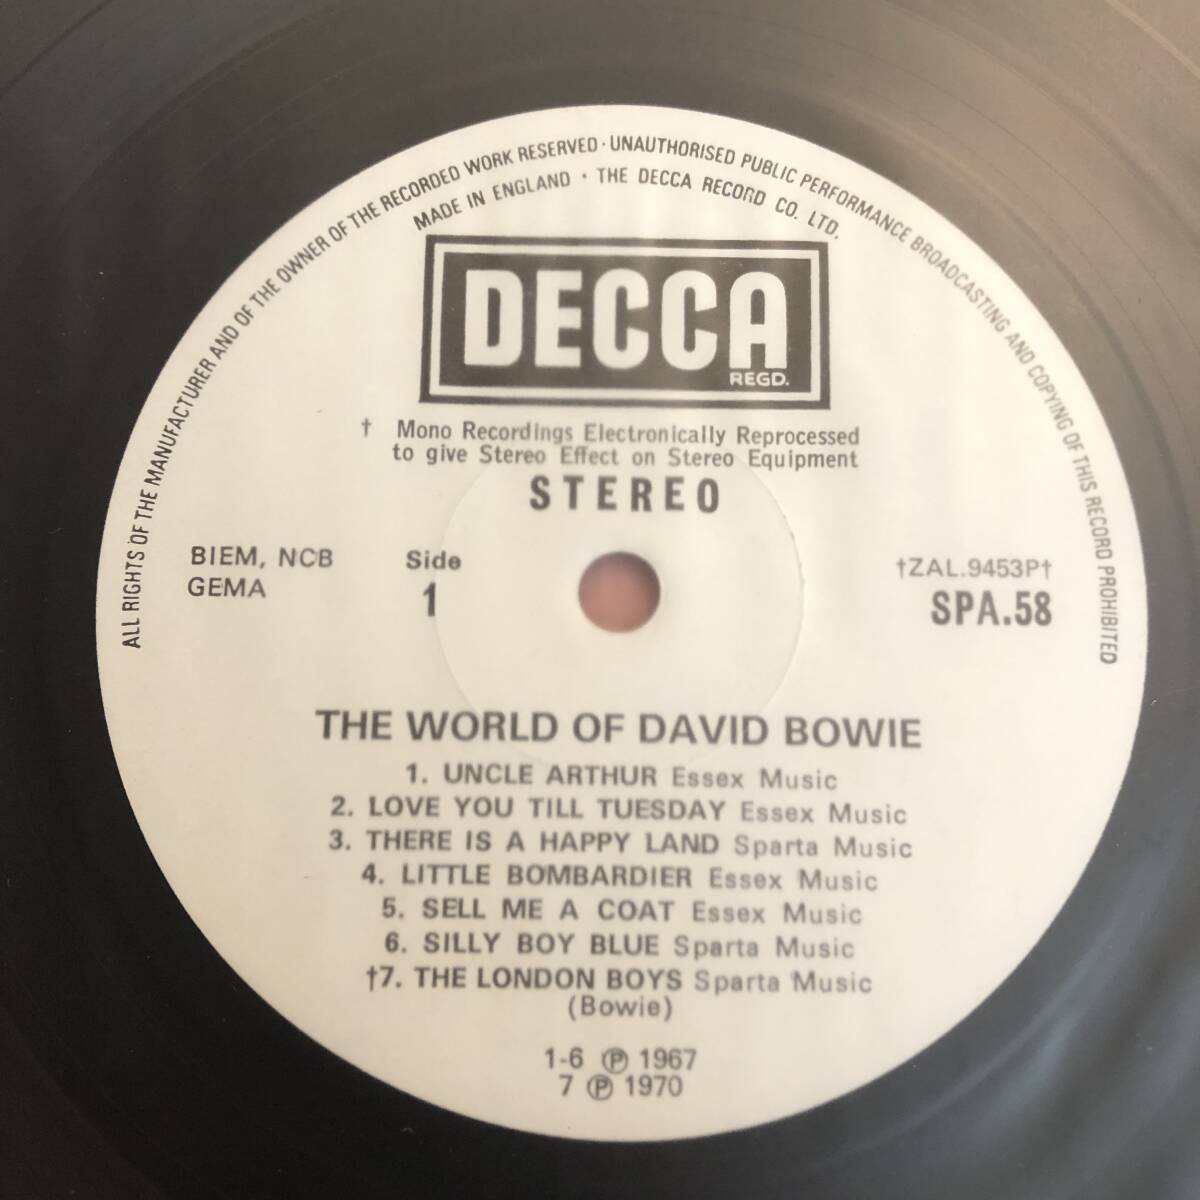 ALL RIGHTS OF THE MANUFACTURER AND OF THE OWNER OF THE RECORDED WORK RESERVED · UNAUTHORISED PUBLIC PERFORMANCE BROADCASTING AND COPYING OF THIS RECORD PROHIBITED
MADE IN ENGLAND · THE DECCA RECORD CO. LTD.
DECCA
REGD.
† Mono Recordings Electronically Reprocessed
to give Stereo Effect on Stereo Equipment
STEREO
BIEM, NCB
GEMA
Side
1
†ZAL.9453P†
SPA.58
THE WORLD OF DAVID BOWIE
1. UNCLE ARTHUR Essex Music
2. LOVE YOU TILL TUESDAY Essex Music
3. THERE IS A HAPPY LAND Sparta Music
4. LITTLE BOMBARDIER Essex Music
5. SELL ME A COAT Essex Music
6. SILLY BOY BLUE Sparta Music
†7. THE LONDON BOYS Sparta Music
(Bowie)
1-6 ℗ 1967
7 ℗ 1970